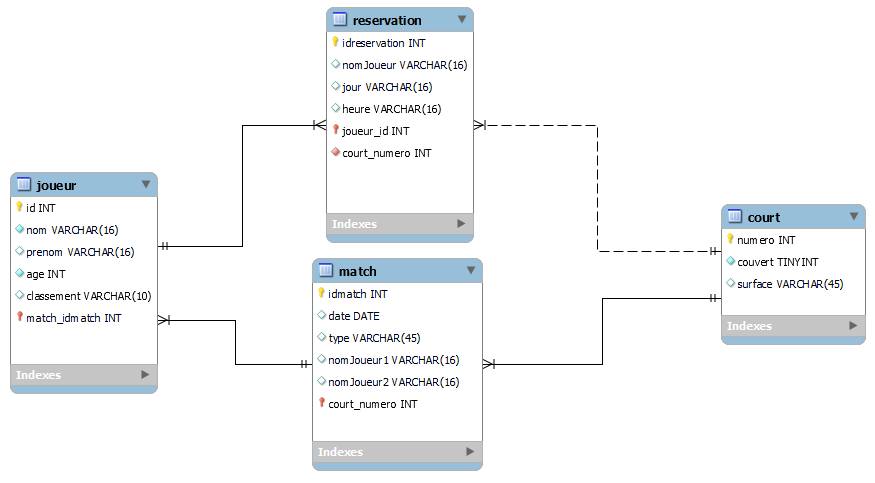 reservation
idreservation INT
nomJoueur VARCHAR(16)
jour VARCHAR(16)
heure VARCHAR(16)
joueur_id INT
court_numero INT
Indexes
joueur
id INT
nom VARCHAR(16)
prenom VARCHAR(16)
age INT
classement VARCHAR(10)
match_idmatch INT
Indexes
match
idmatch INT
date DATE
type VARCHAR(45)
nomJoueur1 VARCHAR(16)
nomJoueur2 VARCHAR(16)
court_numero INT
Indexes
court
numero INT
couvert TINYINT
surface VARCHAR(45)
Indexes